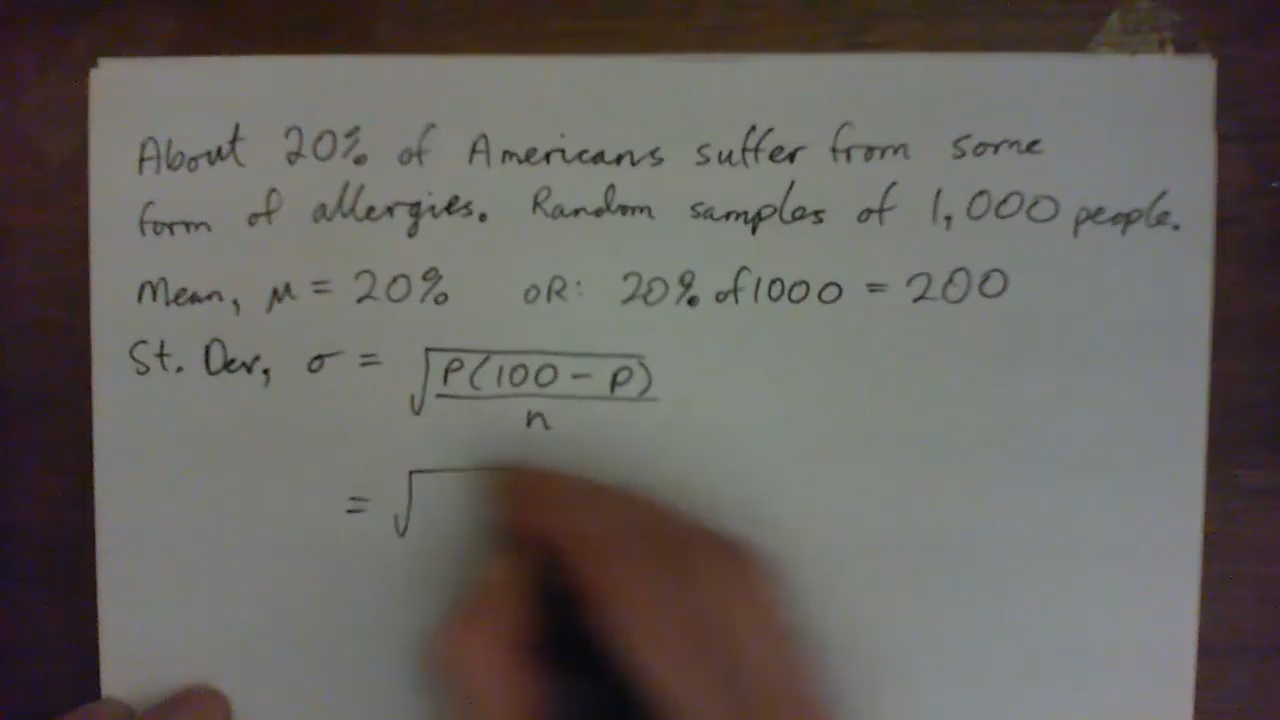 About 20% of Americans suffer from some
form of allergies. Random samples of 1,000 people.
Mean, μ = 20% OR: 20% of 1000 = 200
St. Dev, σ = √P(100 - P)
n
= √